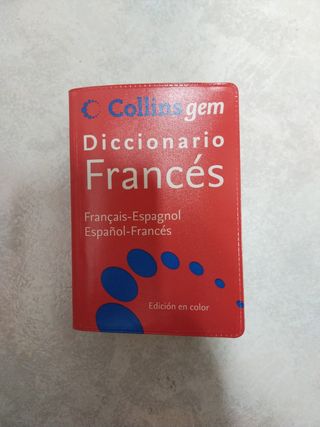 Collins gem
Diccionario
Francés
Français-Espagnol
Español-Francés
Edición en color